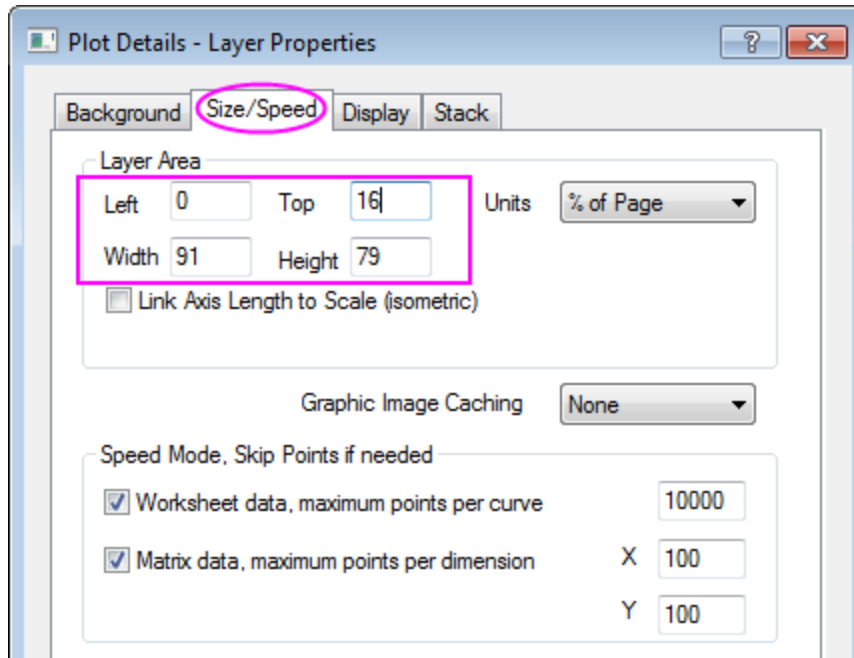 Plot Details - Layer Properties
Background Size/Speed Display Stack
Layer Area
Left 0 Top 16 Units % of Page
Width 91 Height 79
Link Axis Length to Scale (isometric)
Graphic Image Caching None
Speed Mode, Skip Points if needed
Worksheet data, maximum points per curve 10000
Matrix data, maximum points per dimension X 100
Y 100